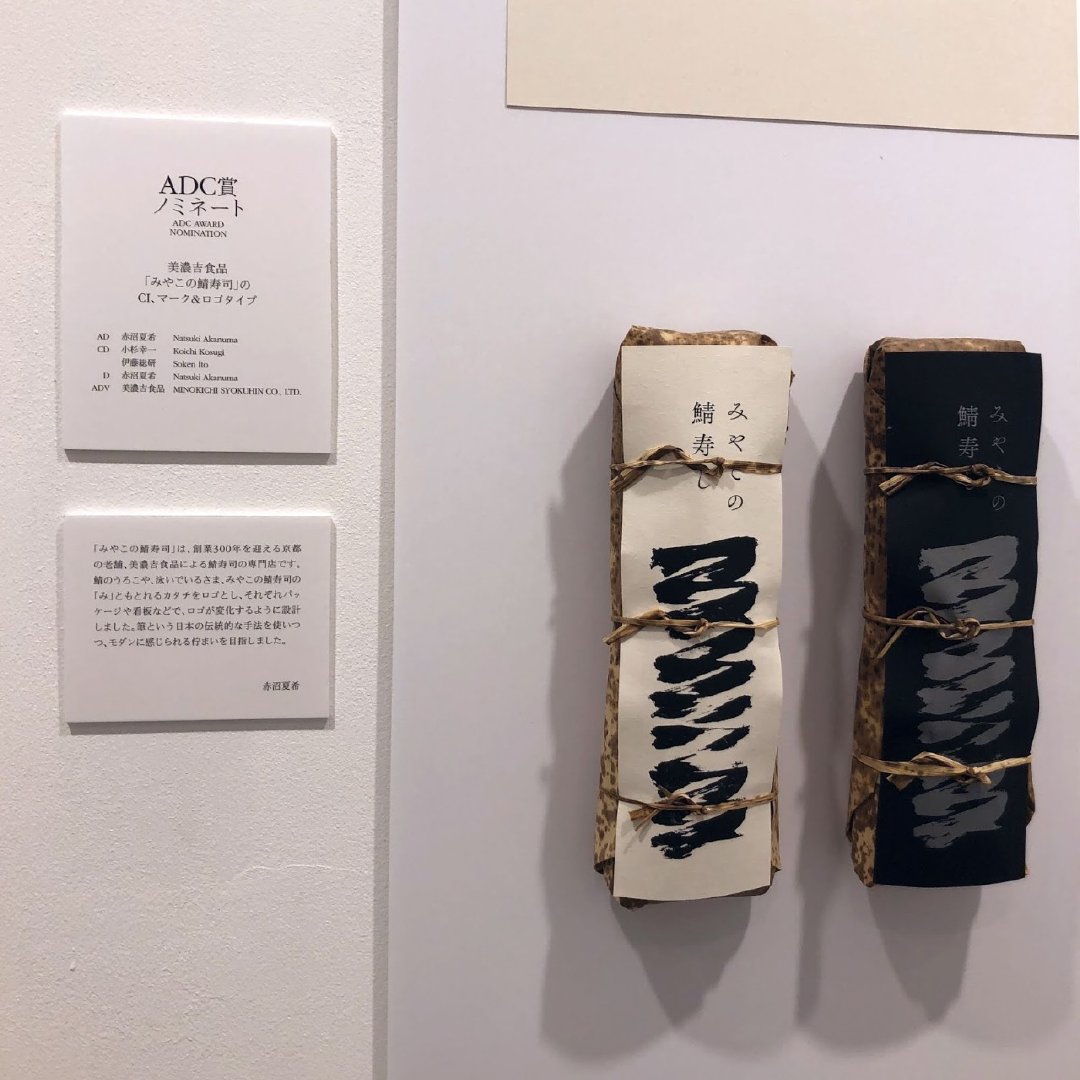 ADC賞
ノミネート
ADC AWARD
NOMINATION
美濃吉食品
「みやこの鯖寿司」の
CI、マーク&ロゴタイプ
AD 赤沼夏希 Natsuki Akanuma
CD 小杉幸一 Koichi Kosugi
伊藤総研 Soken Ito
D 赤沼夏希 Natsuki Akanuma
ADV 美濃吉食品 MINOKICHI SYOKUHIN CO., LTD.
「みやこの鯖寿司」は、創業300年を迎える京都
の老舗、美濃吉食品による鯖寿司の専門店です。
鯖のうろこや、泳いでいるさま、みやこの鯖寿司の
「み」ともとれるカタチをロゴとし、それぞれパッ
ケージや看板などで、ロゴが変化するように設計
しました。筆という日本の伝統的な手法を使いつ
つ、モダンに感じられる佇まいを目指しました。
赤沼夏希
みやこの
鯖寿し
みや の
鯖寿